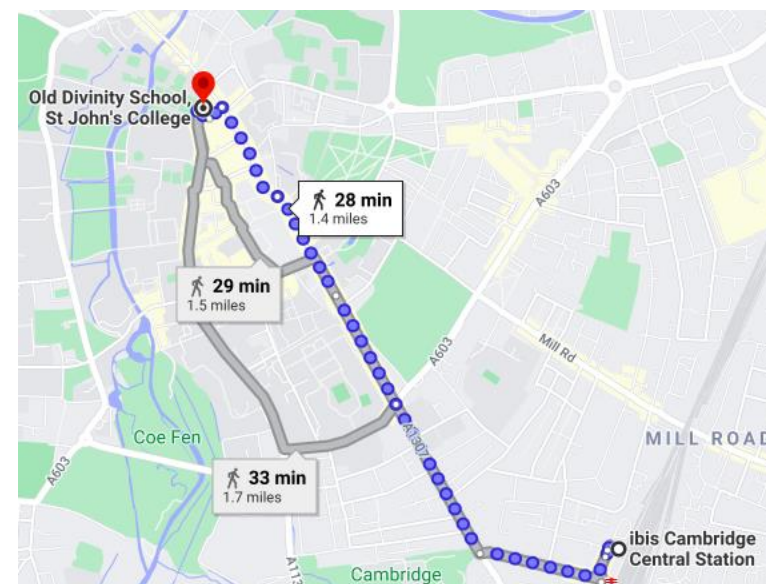 Old Divinity School,
St John's College
28 min
1.4 miles
A603
29 min
1.5 miles
Mill Rd
A603
Coe Fen
A1307
MILL ROAD
A603
33 min
1.7 miles
ibis Cambridge
Central Station
A113
Cambridge